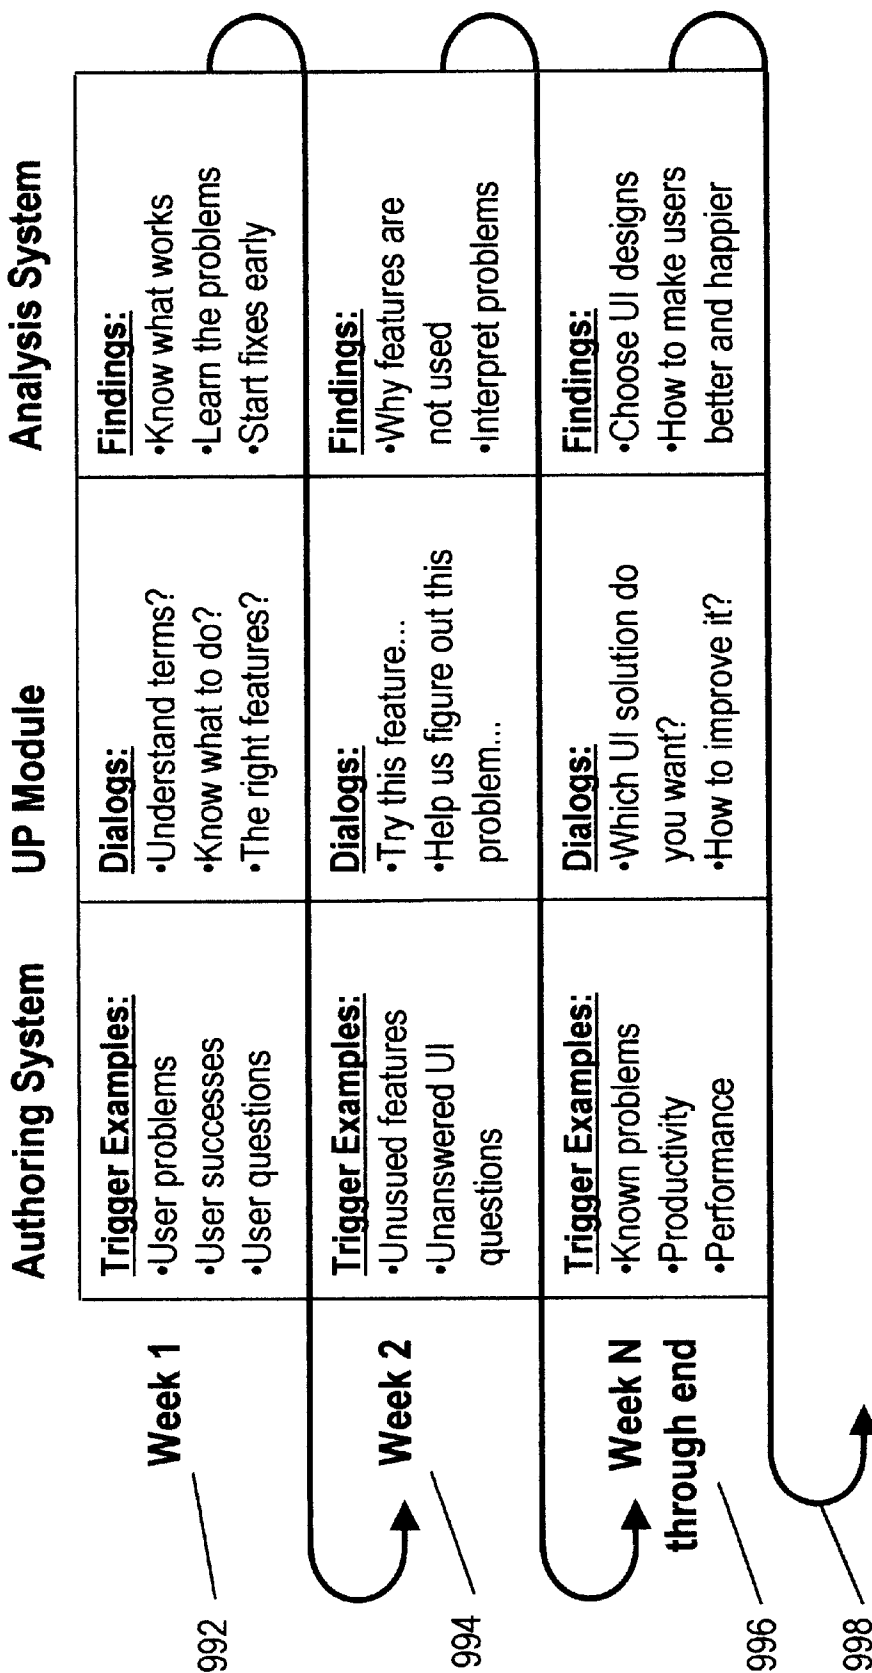 Authoring System
UP Module
Analysis System
992
Week 1
Trigger Examples:
•User problems
•User successes
•User questions
Dialogs:
•Understand terms?
•Know what to do?
•The right features?
Findings:
•Know what works
•Learn the problems
•Start fixes early
994
Week 2
Trigger Examples:
•Unusued features
•Unanswered UI
questions
Dialogs:
•Try this feature...
•Help us figure out this
problem...
Findings:
•Why features are
not used
•Interpret problems
996
Week N
through end
Trigger Examples:
•Known problems
•Productivity
•Performance
Dialogs:
•Which UI solution do
you want?
•How to improve it?
Findings:
•Choose UI designs
•How to make users
better and happier
998